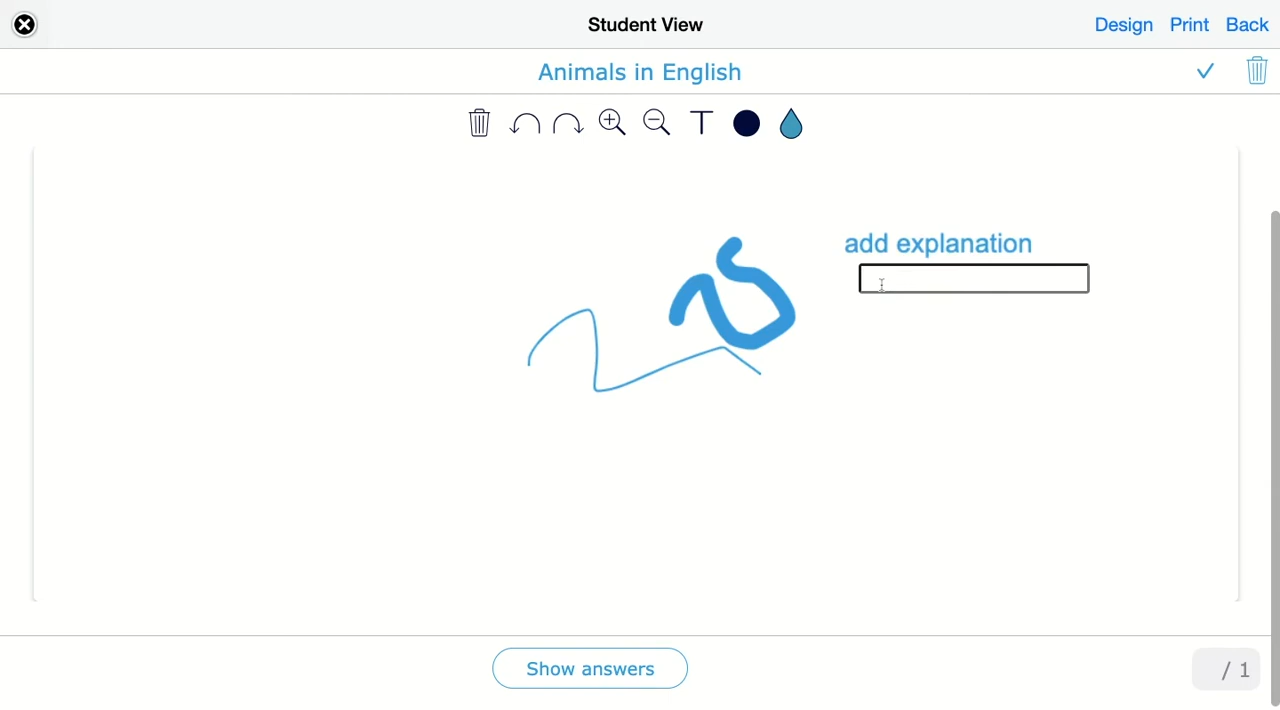 Student View
Design Print Back
Animals in English
T
add explanation
Show answers
/ 1